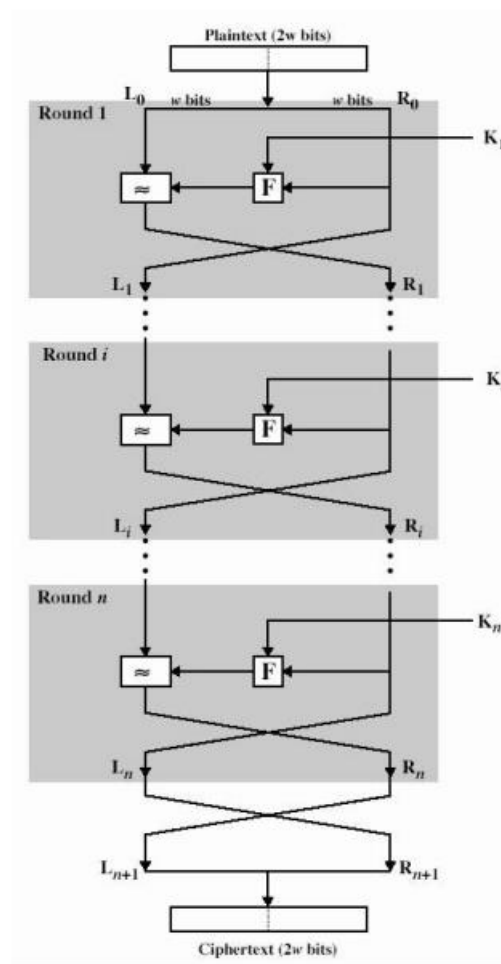 Plaintext (2w bits)
L0 w bits w bits R0
Round 1
K1
≈ F
L1 R1
Round i
K
≈ F
Li Ri
Round n
Kn
≈ F
Ln Rn
Ln+1 Rn+1
Ciphertext (2w bits)